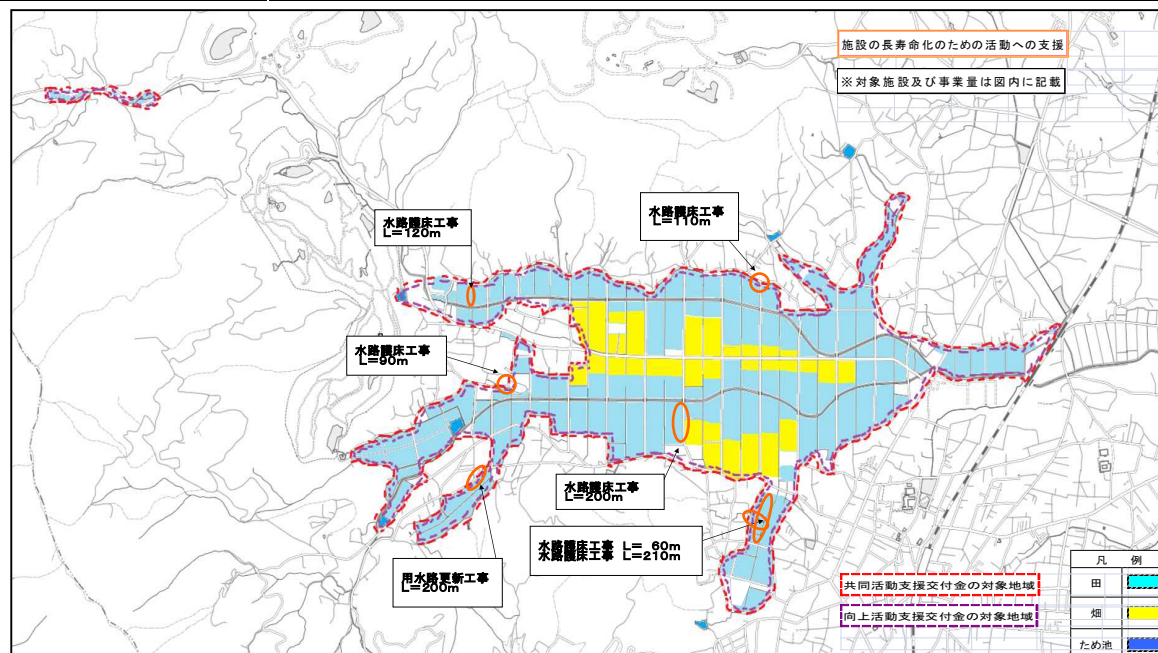 施設の長寿命化のための活動への支援
※対象施設及び事業量は図内に記載
水路護床工事
L=120m
水路護床工事
L=110m
水路護床工事
L=90m
水路護床工事
L=200m
水路護床工事 L= 60m
水路護床工事 L=210m
用水路更新工事
L=200m
共同活動支援交付金の対象地域
向上活動支援交付金の対象地域
凡 例
田
畑
ため池